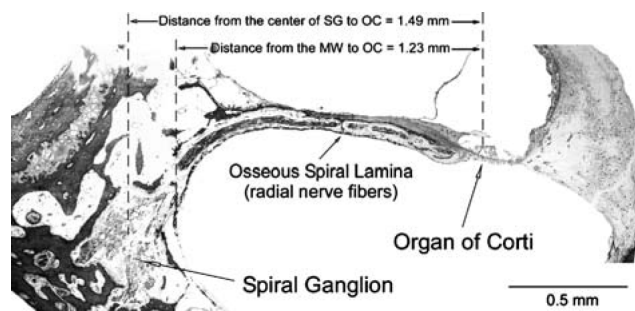 Distance from the center of SG to OC = 1.49 mm
Distance from the MW to OC = 1.23 mm
Osseous Spiral Lamina
(radial nerve fibers)
Organ of Corti
Spiral Ganglion
0.5 mm